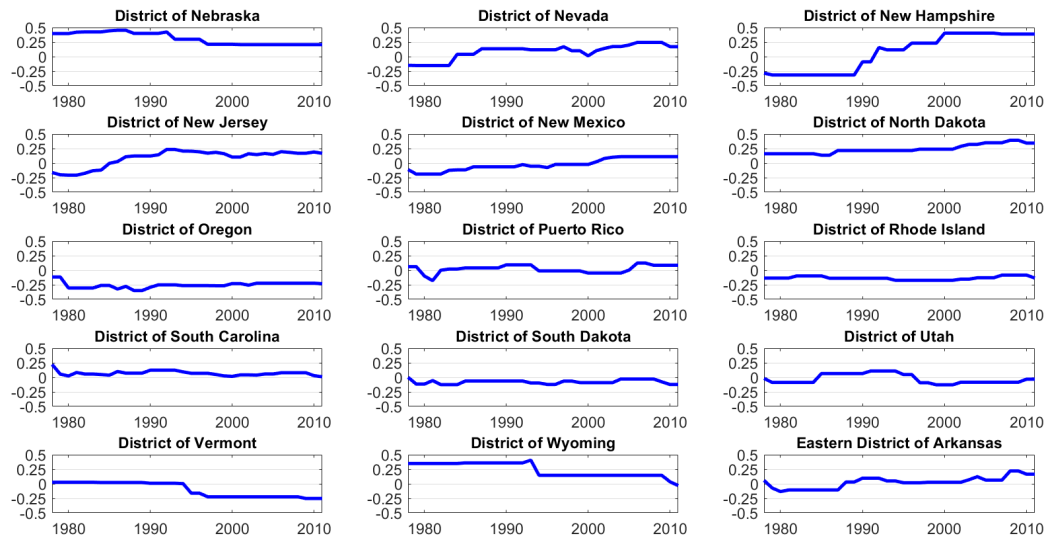 District of Nebraska District of Nevada District of New Hampshire
0.5 0.5 0.5
0.25 0.25 0.25
0 0 0
-0.25 -0.25 -0.25
-0.5 -0.5 -0.5
1980 1990 2000 2010 1980 1990 2000 2010 1980 1990 2000 2010
District of New Jersey District of New Mexico District of North Dakota
0.5 0.5 0.5
0.25 0.25 0.25
0 0 0
-0.25 -0.25 -0.25
-0.5 -0.5 -0.5
1980 1990 2000 2010 1980 1990 2000 2010 1980 1990 2000 2010
District of Oregon District of Puerto Rico District of Rhode Island
0.5 0.5 0.5
0.25 0.25 0.25
0 0 0
-0.25 -0.25 -0.25
-0.5 -0.5 -0.5
1980 1990 2000 2010 1980 1990 2000 2010 1980 1990 2000 2010
District of South Carolina District of South Dakota District of Utah
0.5 0.5 0.5
0.25 0.25 0.25
0 0 0
-0.25 -0.25 -0.25
-0.5 -0.5 -0.5
1980 1990 2000 2010 1980 1990 2000 2010 1980 1990 2000 2010
District of Vermont District of Wyoming Eastern District of Arkansas
0.5 0.5 0.5
0.25 0.25 0.25
0 0 0
-0.25 -0.25 -0.25
-0.5 -0.5 -0.5
1980 1990 2000 2010 1980 1990 2000 2010 1980 1990 2000 2010